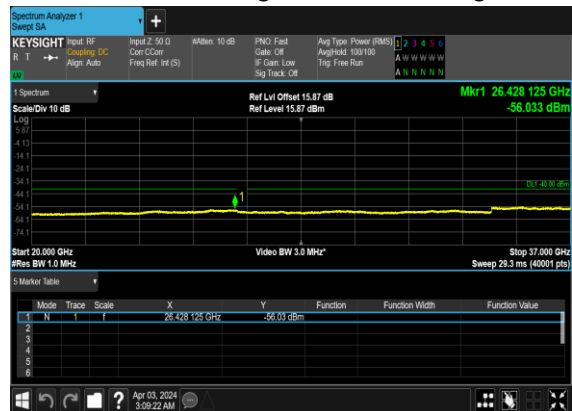 Spectrum Analyzer 1
Swept SA
KEYSIGHT Input: RF Input Z: 50 Ω #Atten: 10 dB PNO: Fast Avg Type: Power (RMS) 1 2 3 4 5 6
R T Coupling: DC Corr CCorr Gate: Off Avg|Hold: 100/100 A W W W W W
Align: Auto Freq Ref: Int (S) IF Gain: Low Trig: Free Run
Sig Track: Off A N N N N N
1 Spectrum Ref Lvl Offset 15.87 dB Mkr1 26.428 125 GHz
Scale/Div 10 dB Ref Level 15.87 dBm -56.033 dBm
Log
5.87
-4.13
-14.1
-24.1
-34.1
DL1 -40.00 dBm
-44.1
1
-54.1
-64.1
-74.1
Start 20.000 GHz Video BW 3.0 MHz* Stop 37.000 GHz
#Res BW 1.0 MHz Sweep 29.3 ms (40001 pts)
5 Marker Table
Mode Trace Scale X Y Function Function Width Function Value
1 N 1 f 26.428 125 GHz -56.03 dBm
2
3
4
5
6
? Apr 03, 2024
3:09:22 AM